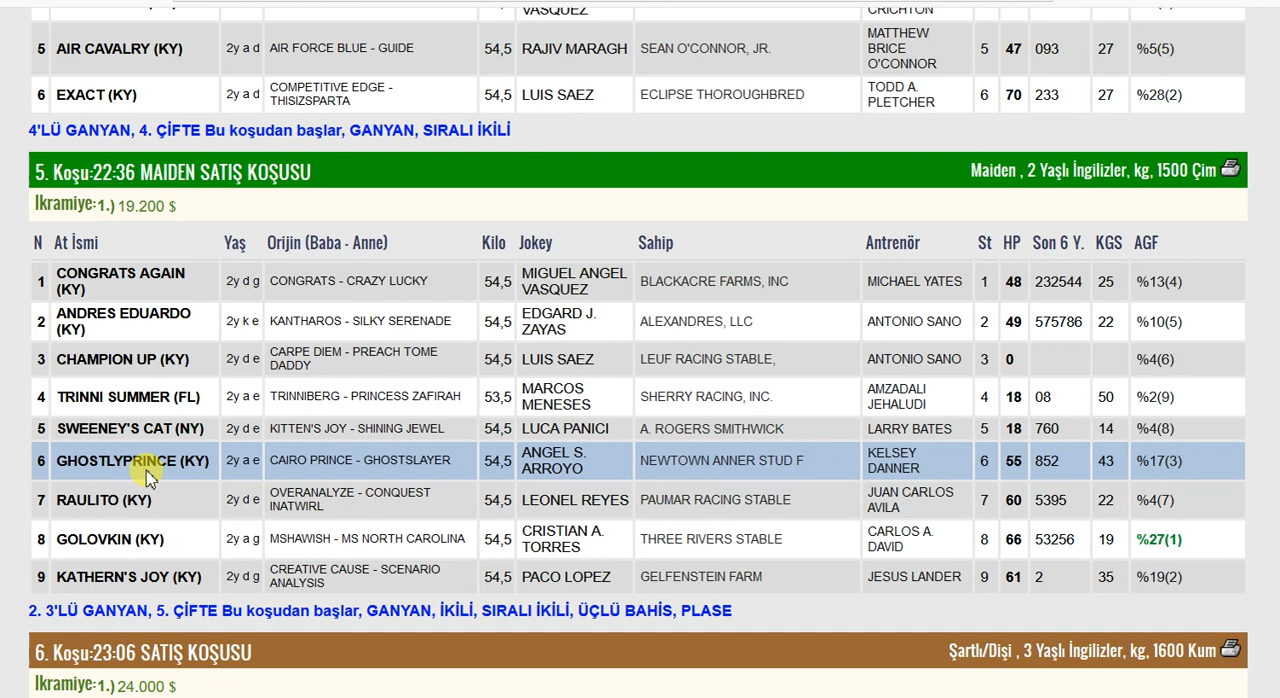 VASQUEZ
CRICHTON
5 AIR CAVALRY (KY) 2y a d AIR FORCE BLUE - GUIDE 54,5 RAJIV MARAGH SEAN O'CONNOR, JR. MATTHEW BRICE O'CONNOR 5 47 093 27 %5(5)
6 EXACT (KY) 2y a d COMPETITIVE EDGE - THISIZSPARTA 54,5 LUIS SAEZ ECLIPSE THOROUGHBRED TODD A. PLETCHER 6 70 233 27 %28(2)
4'LÜ GANYAN, 4. ÇİFTE Bu koşudan başlar, GANYAN, SIRALI İKİLİ
5. Koşu:22:36 MAIDEN SATIŞ KOŞUSU Maiden , 2 Yaşlı İngilizler, kg, 1500 Çim
İkramiye:1.) 19.200 $
N At İsmi Yaş Orijin (Baba - Anne) Kilo Jokey Sahip Antrenör St HP Son 6 Y. KGS AGF
1 CONGRATS AGAIN (KY) 2y d g CONGRATS - CRAZY LUCKY 54,5 MIGUEL ANGEL VASQUEZ BLACKACRE FARMS, INC MICHAEL YATES 1 48 232544 25 %13(4)
2 ANDRES EDUARDO (KY) 2y k e KANTHAROS - SILKY SERENADE 54,5 EDGARD J. ZAYAS ALEXANDRES, LLC ANTONIO SANO 2 49 575786 22 %10(5)
3 CHAMPION UP (KY) 2y d e CARPE DIEM - PREACH TOME DADDY 54,5 LUIS SAEZ LEUF RACING STABLE, ANTONIO SANO 3 0 %4(6)
4 TRINNI SUMMER (FL) 2y a e TRINNIBERG - PRINCESS ZAFIRAH 53,5 MARCOS MENESES SHERRY RACING, INC. AMZADALI JEHALUDI 4 18 08 50 %2(9)
5 SWEENEY'S CAT (NY) 2y d e KITTEN'S JOY - SHINING JEWEL 54,5 LUCA PANICI A. ROGERS SMITHWICK LARRY BATES 5 18 760 14 %4(8)
6 GHOSTLYPRINCE (KY) 2y a e CAIRO PRINCE - GHOSTSLAYER 54,5 ANGEL S. ARROYO NEWTOWN ANNER STUD F KELSEY DANNER 6 55 852 43 %17(3)
7 RAULITO (KY) 2y d e OVERANALYZE - CONQUEST INATWIRL 54,5 LEONEL REYES PAUMAR RACING STABLE JUAN CARLOS AVILA 7 60 5395 22 %4(7)
8 GOLOVKIN (KY) 2y a g MSHAWISH - MS NORTH CAROLINA 54,5 CRISTIAN A. TORRES THREE RIVERS STABLE CARLOS A. DAVID 8 66 53256 19 %27(1)
9 KATHERN'S JOY (KY) 2y d g CREATIVE CAUSE - SCENARIO ANALYSIS 54,5 PACO LOPEZ GELFENSTEIN FARM JESUS LANDER 9 61 2 35 %19(2)
2. 3'LÜ GANYAN, 5. ÇİFTE Bu koşudan başlar, GANYAN, İKİLİ, SIRALI İKİLİ, ÜÇLÜ BAHİS, PLASE
6. Koşu:23:06 SATIŞ KOŞUSU Şartlı/Dişi , 3 Yaşlı İngilizler, kg, 1600 Kum
İkramiye:1.) 24.000 $